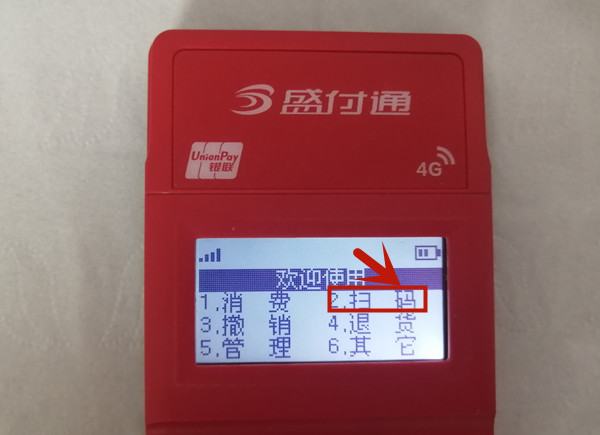 盛付通
UnionPay
银联
4G
欢迎使用
1.消 费 2.扫 码
3.撤 销 4.退 货
5.管 理 6.其 它